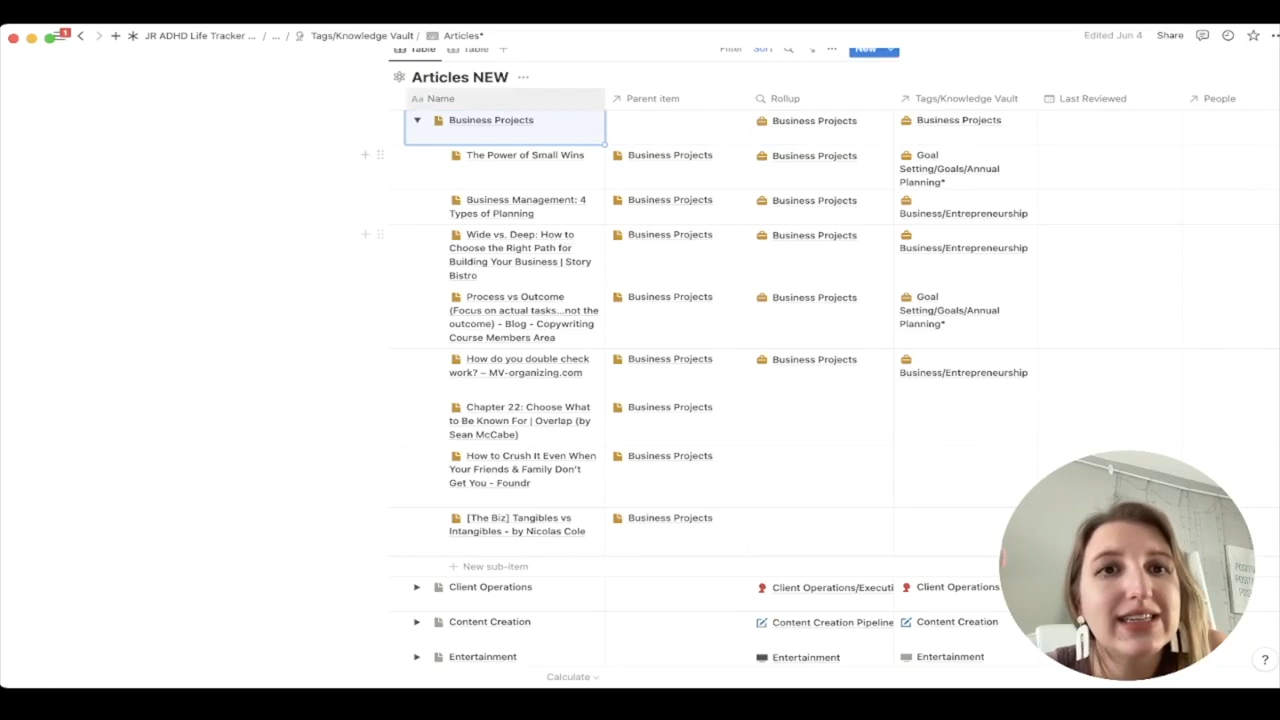 1
JR ADHD Life Tracker ... / ... / Tags/Knowledge Vault / Articles*
Edited Jun 4
Share
Table
Table
Filter
Sort
New
Articles NEW
Aa Name
Parent item
Rollup
Tags/Knowledge Vault
Last Reviewed
People
Business Projects
Business Projects
Business Projects
The Power of Small Wins
Business Projects
Business Projects
Goal
Setting/Goals/Annual
Planning*
Business Management: 4
Types of Planning
Business Projects
Business Projects
Business/Entrepreneurship
Wide vs. Deep: How to
Choose the Right Path for
Building Your Business | Story
Bistro
Business Projects
Business Projects
Business/Entrepreneurship
Process vs Outcome
(Focus on actual tasks...not the
outcome) - Blog - Copywriting
Course Members Area
Business Projects
Business Projects
Goal
Setting/Goals/Annual
Planning*
How do you double check
work? – MV-organizing.com
Business Projects
Business Projects
Business/Entrepreneurship
Chapter 22: Choose What
to Be Known For | Overlap (by
Sean McCabe)
Business Projects
How to Crush It Even When
Your Friends & Family Don't
Get You - Foundr
Business Projects
[The Biz] Tangibles vs
Intangibles - by Nicolas Cole
Business Projects
New sub-item
Client Operations
Client Operations/Executi
Client Operations
Content Creation
Content Creation Pipeline
Content Creation
Entertainment
Entertainment
Entertainment
Calculate
POSITIV
POSITIV
POSI
?